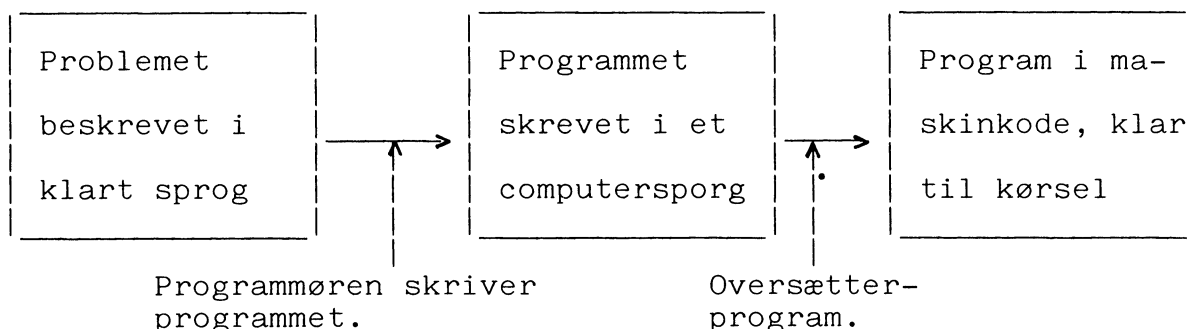 Problemet
beskrevet i
klart sprog
Programmet
skrevet i et
computersporg
Program i ma-
skinkode, klar
til kørsel
Programmøren skriver
programmet.
Oversætter-
program.